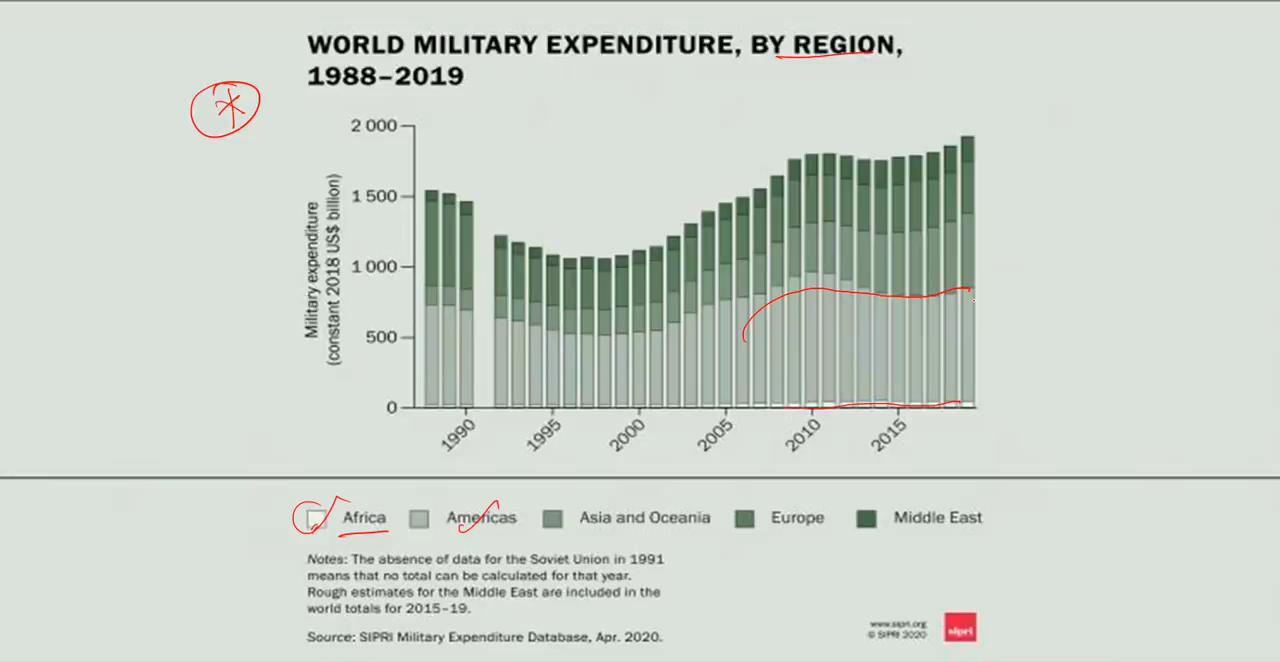 WORLD MILITARY EXPENDITURE, BY REGION,
1988–2019
Military expenditure
(constant 2018 US$ billion)
2 000
1 500
1 000
500
0
1990
1995
2000
2005
2010
2015
Africa
Americas
Asia and Oceania
Europe
Middle East
Notes: The absence of data for the Soviet Union in 1991
means that no total can be calculated for that year.
Rough estimates for the Middle East are included in the
world totals for 2015–19.
Source: SIPRI Military Expenditure Database, Apr. 2020.
www.sipri.org
© SIPRI 2020
sipri